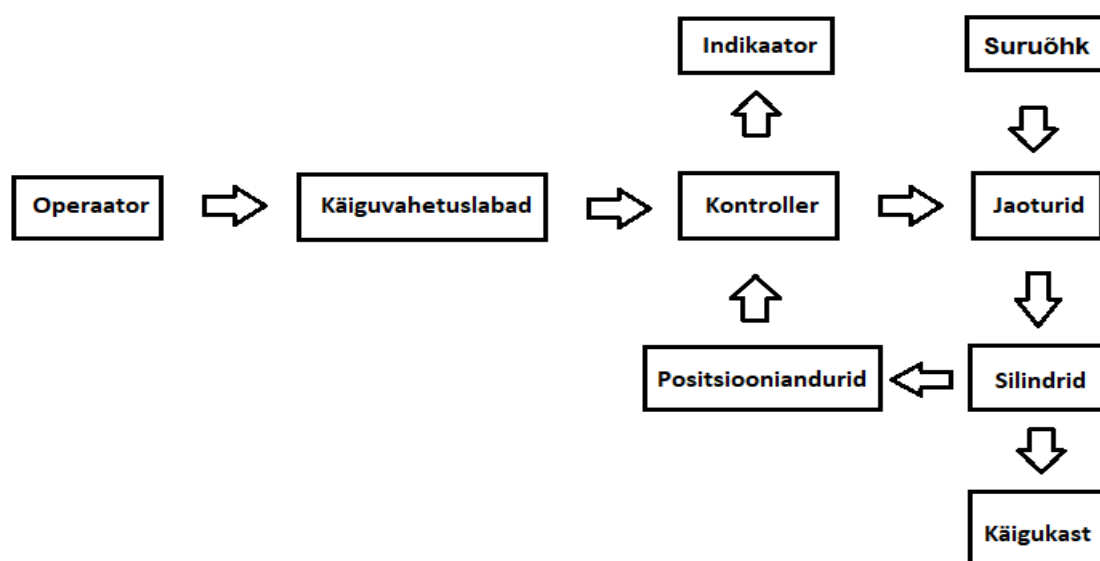 Indikaator
Suruõhk
Operaator
Käiguvahetuslabad
Kontroller
Jaoturid
Positsiooniandurid
Silindrid
Käigukast